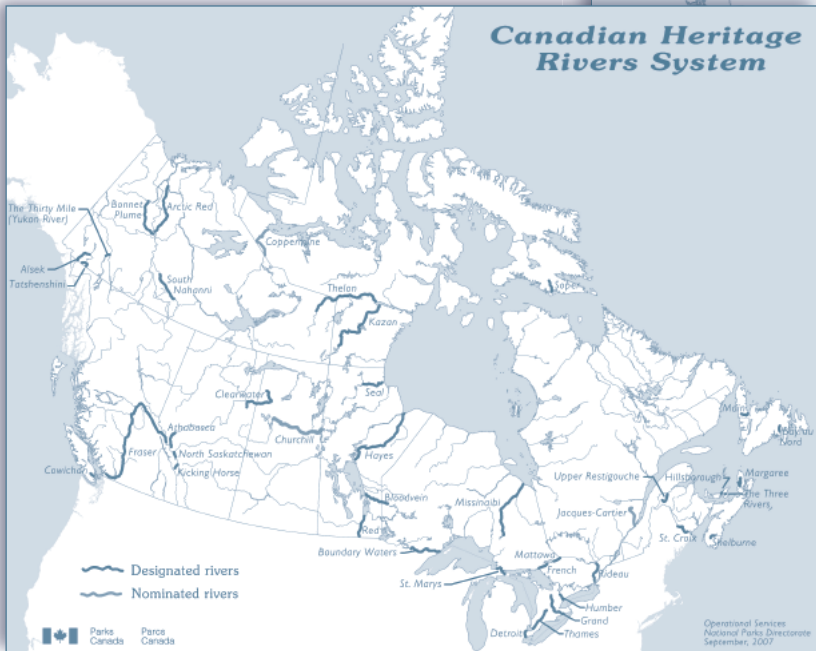 Canadian Heritage
Rivers System
The Thirty Mile
(Yukon River)
Bonnet
Plume
Arctic Red
Coppermine
Alsek
Tatshenshini
South
Nahanni
Thelon
Kazan
Soper
Clearwater
Seal
Churchill
Hayes
Athabasca
North Saskatchewan
Kicking Horse
Fraser
Cowichan
Bloodvein
Red
Boundary Waters
Missinaibi
Main
Nord
Upper Restigouche
Hillsborough
Margaree
The Three
Rivers
Jacques-Cartier
St. Croix
Shelburne
Mattawa
French
Rideau
St. Marys
Humber
Grand
Thames
Detroit
Designated rivers
Nominated rivers
Parks
Canada
Parcs
Canada
Operational Services
National Parks Directorate
September, 2007